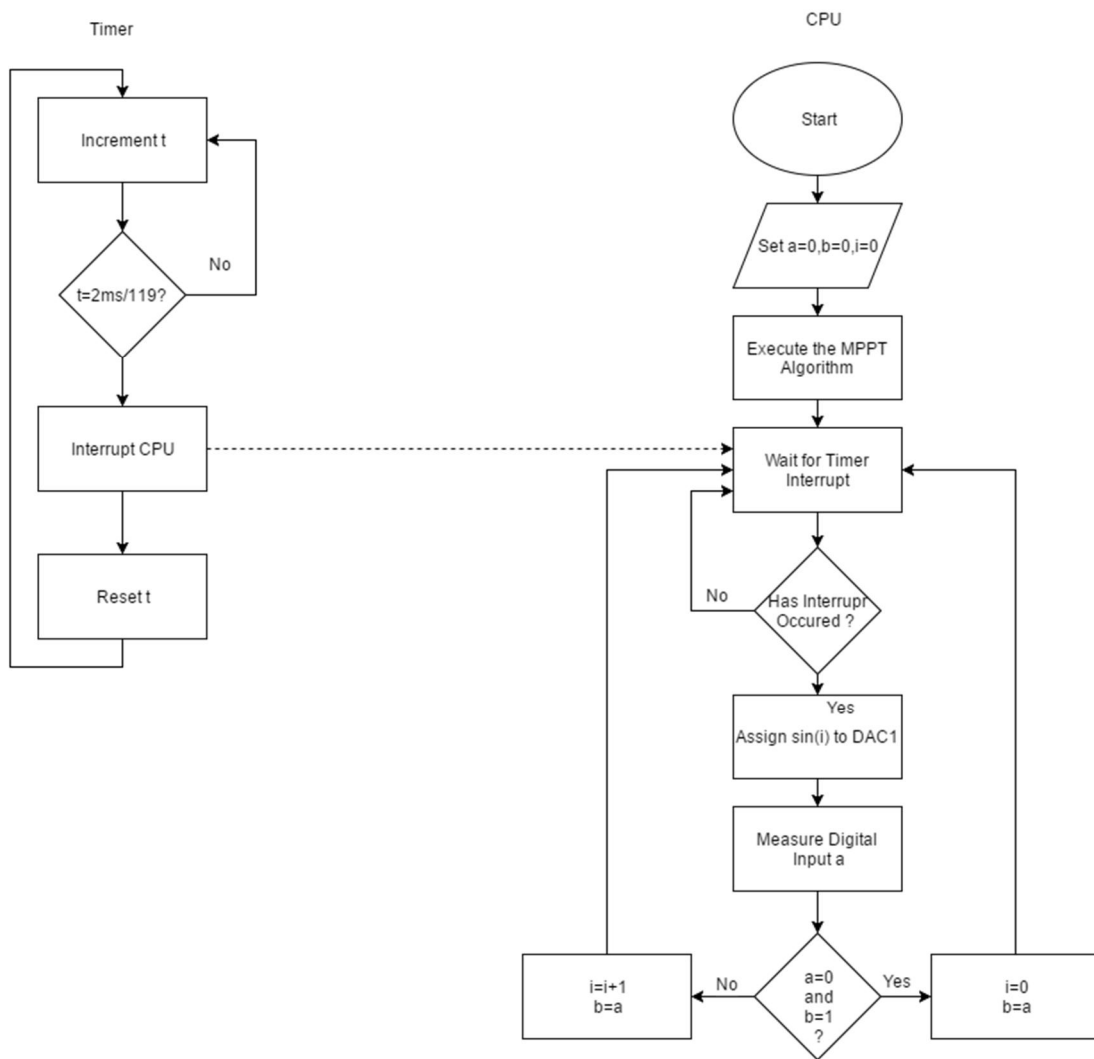 Timer
Increment t
No
t=2ms/119?
Interrupt CPU
Reset t
CPU
Start
Set a=0,b=0,i=0
Execute the MPPT
Algorithm
Wait for Timer
Interrupt
No
Has Interrupr
Occured ?
Yes
Assign sin(i) to DAC1
Measure Digital
Input a
a=0
and
b=1
?
No
i=i+1
b=a
Yes
i=0
b=a